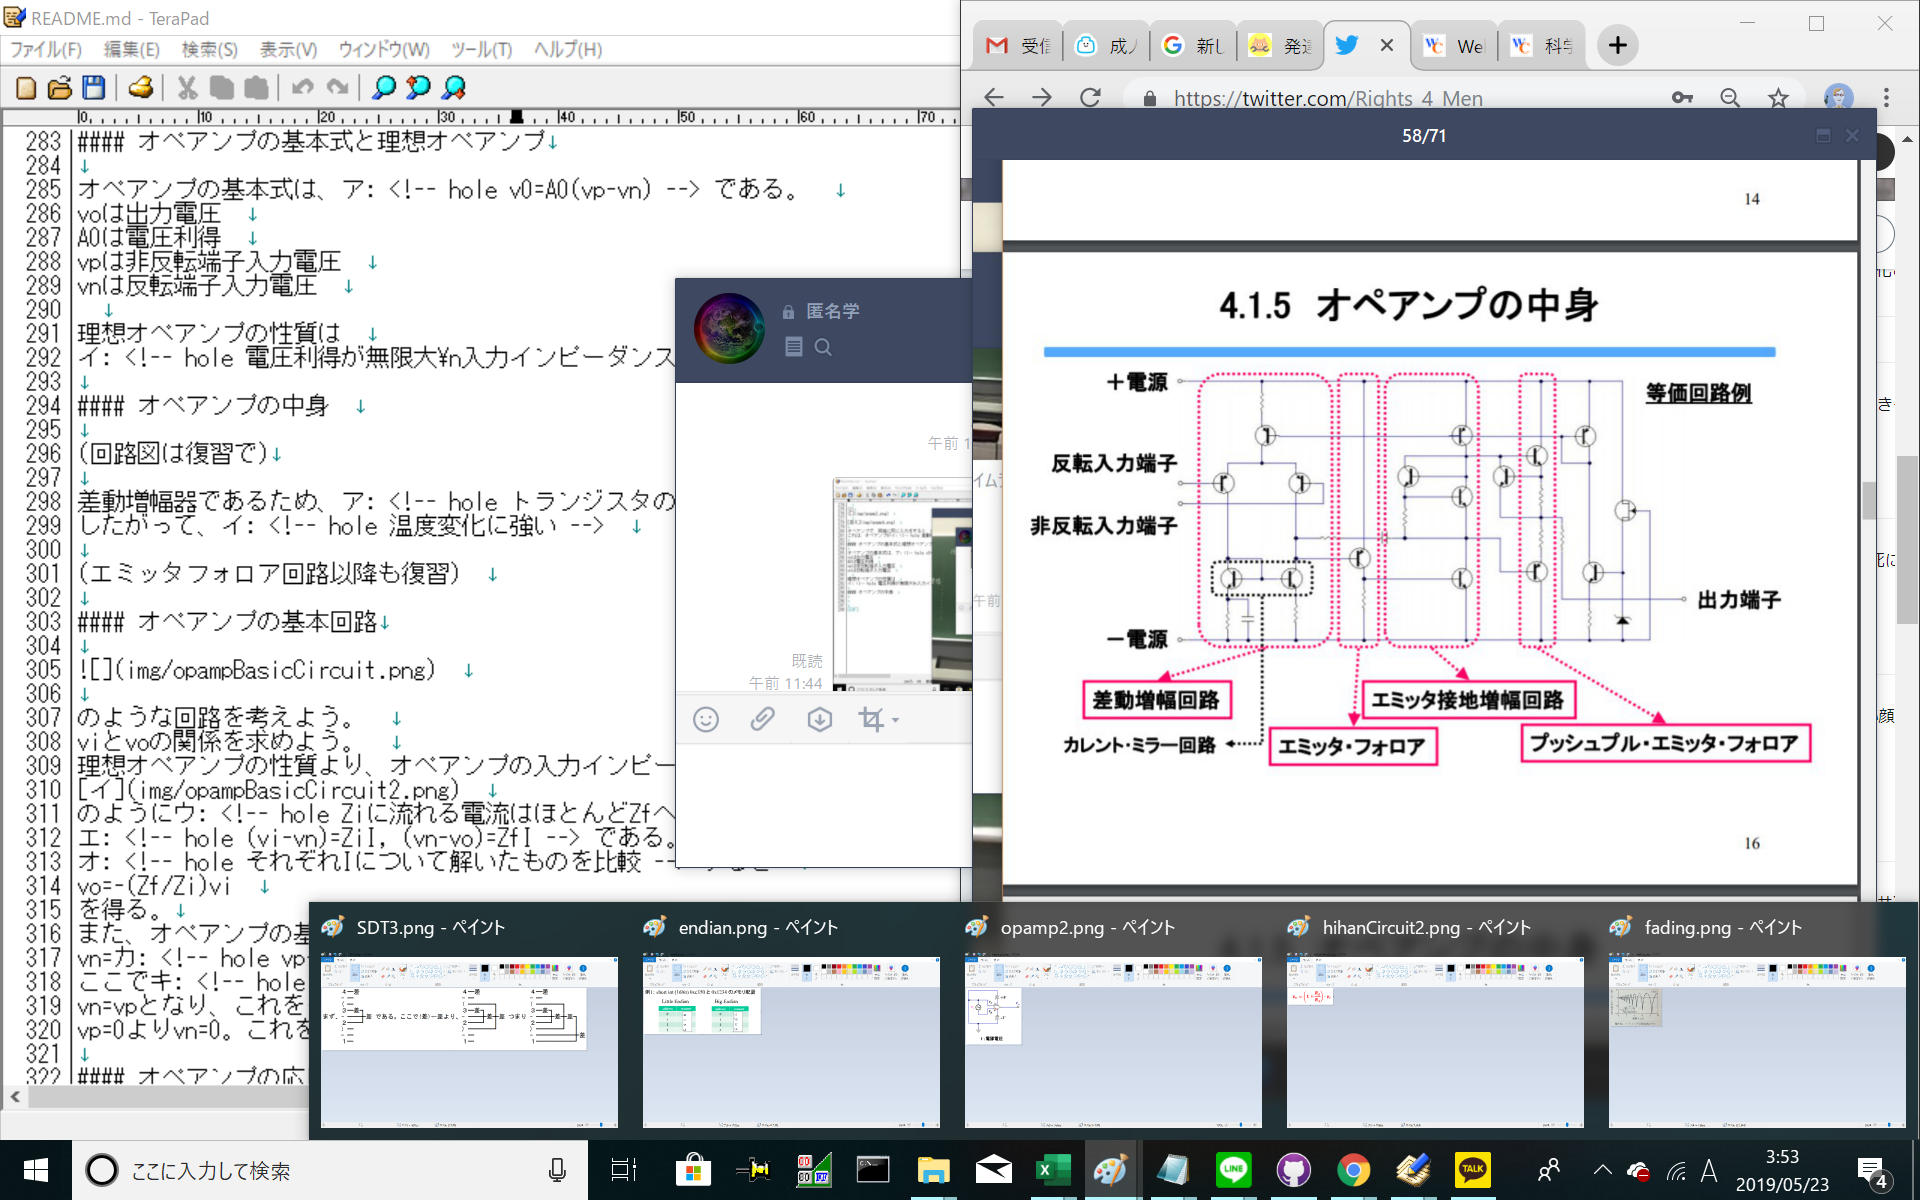 README.md - TeraPad
ファイル(F) 編集(E) 検索(S) 表示(V) ウィンドウ(W) ツール(T) ヘルプ(H)
0 10 20 30 40 50 60 70
283 #### オペアンプの基本式と理想オペアンプ↓
284 ↓
285 オペアンプの基本式は、ア: <!-- hole v0=A0(vp-vn) --> である。 ↓
286 voは出力電圧 ↓
287 A0は電圧利得 ↓
288 vpは非反転端子入力電圧 ↓
289 vnは反転端子入力電圧 ↓
290 ↓
291 理想オペアンプの性質は ↓
292 イ: <!-- hole 電圧利得が無限大¥n入力インピーダンス
293 ↓
294 #### オペアンプの中身 ↓
295 ↓
296 (回路図は復習で)↓
297 ↓
298 差動増幅器であるため、ア: <!-- hole トランジスタの
299 したがって、イ: <!-- hole 温度変化に強い --> ↓
300 ↓
301 (エミッタフォロア回路以降も復習) ↓
302 ↓
303 #### オペアンプの基本回路↓
304 ↓
305 ![](img/opampBasicCircuit.png) ↓
306 ↓
307 のような回路を考えよう。 ↓
308 viとvoの関係を求めよう。 ↓
309 理想オペアンプの性質より、オペアンプの入力インピー
310 [イ](img/opampBasicCircuit2.png) ↓
311 のようにウ: <!-- hole Ziに流れる電流はほとんどZfへ
312 エ: <!-- hole (vi-vn)=ZiI, (vn-vo)=ZfI --> である。
313 オ: <!-- hole それぞれIについて解いたものを比較 --
314 vo=-(Zf/Zi)vi ↓
315 を得る。↓
316 また、オペアンプの基
317 vn=カ: <!-- hole vp-
318 ここでキ: <!-- hole
319 vn=vpとなり、これを
320 vp=0よりvn=0。これを
321 ↓
322 #### オペアンプの応
匿名学
午前 1
既読
午前 11:44
受信
成人
新し
発達
Wel
科学
https://twitter.com/Rights_4_Men
58/71
14
4.1.5 オペアンプの中身
等価回路例
+電源
反転入力端子
非反転入力端子
出力端子
-電源
差動増幅回路
エミッタ接地増幅回路
カレント・ミラー回路
エミッタ・フォロア
プッシュプル・エミッタ・フォロア
16
SDT3.png - ペイント
endian.png - ペイント
opamp2.png - ペイント
hihanCircuit2.png - ペイント
fading.png - ペイント
ここに入力して検索
LINE
TALK
A
3:53
2019/05/23
4